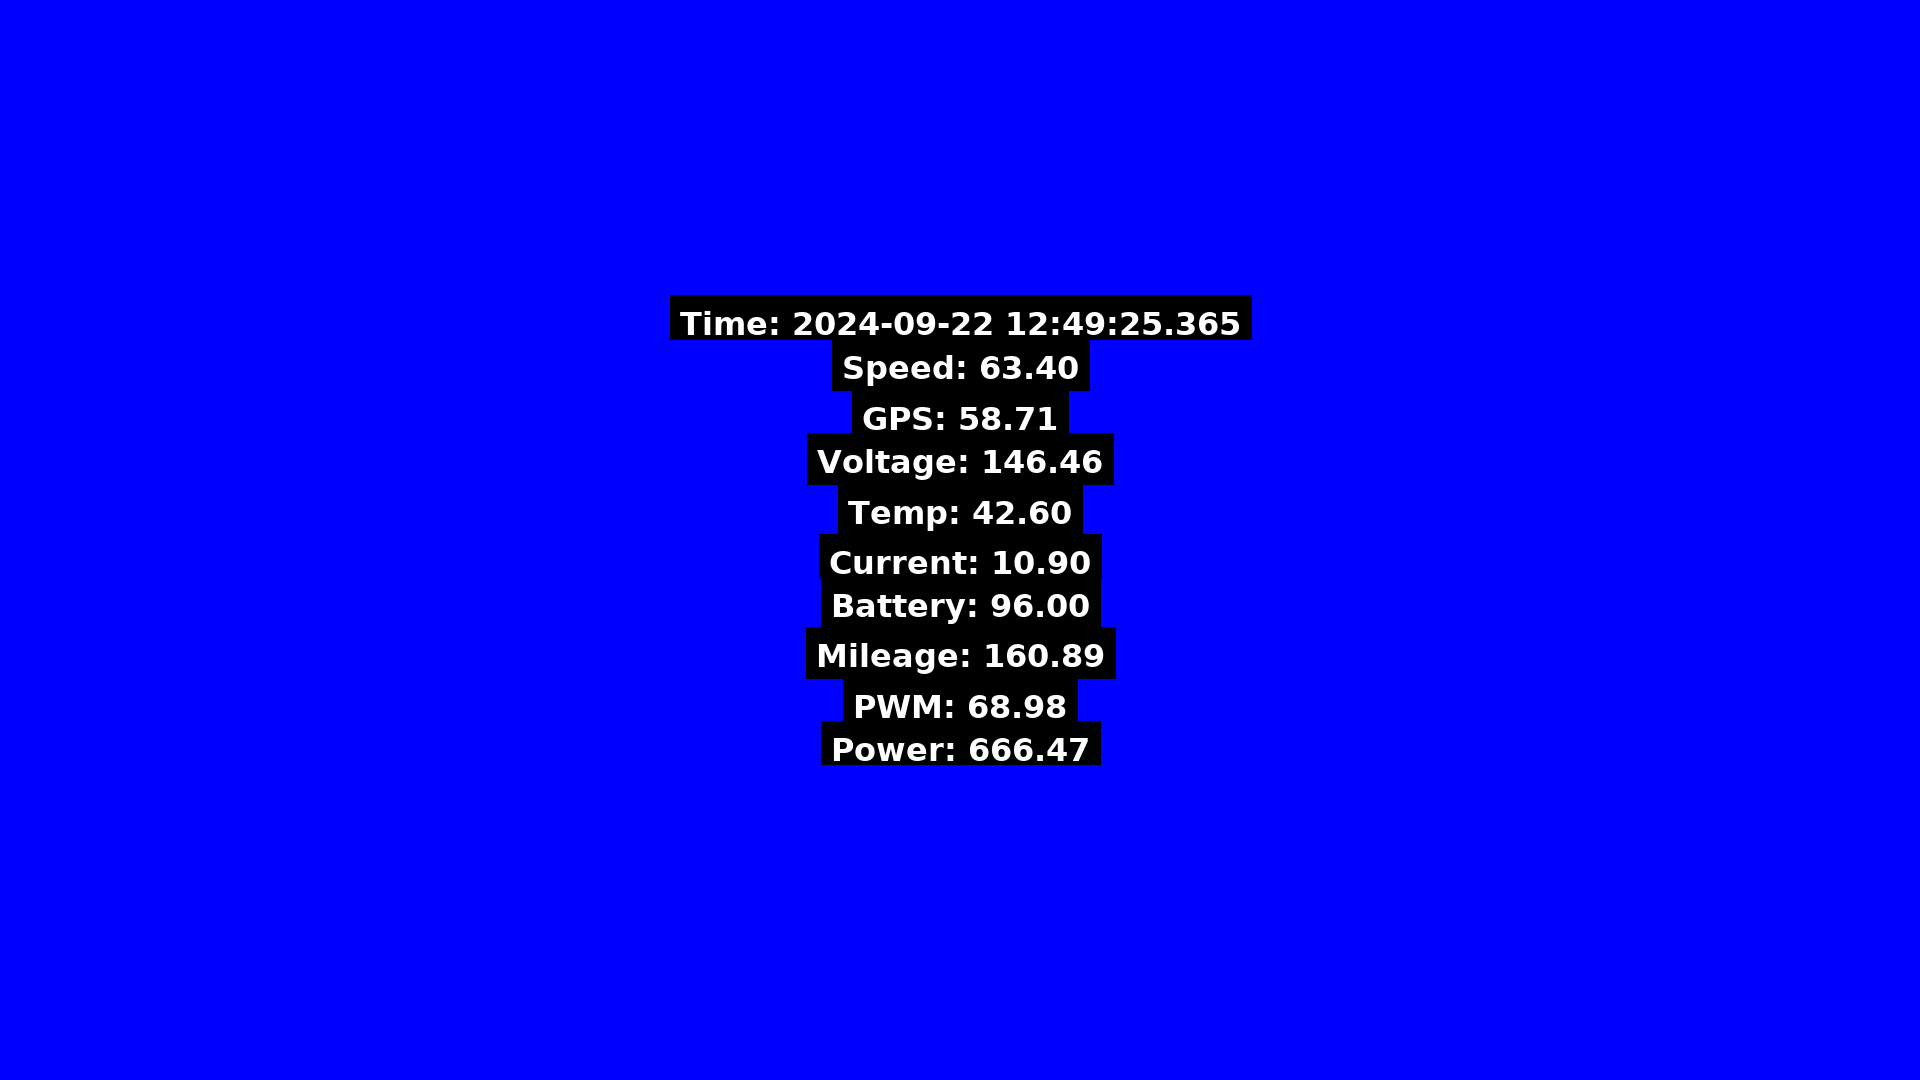 Time: 2024-09-22 12:49:25.365
Speed: 63.40
GPS: 58.71
Voltage: 146.46
Temp: 42.60
Current: 10.90
Battery: 96.00
Mileage: 160.89
PWM: 68.98
Power: 666.47